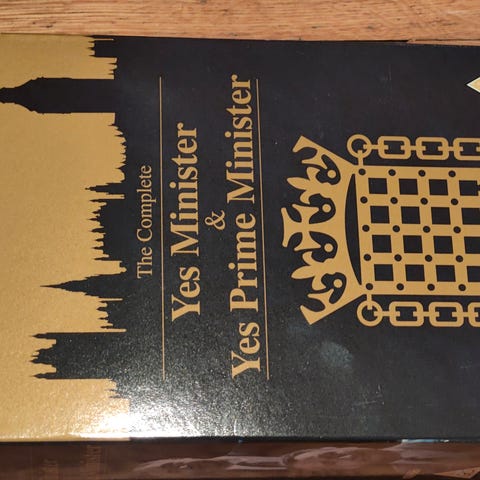 The Complete
Yes Minister
&
Yes Prime Minister